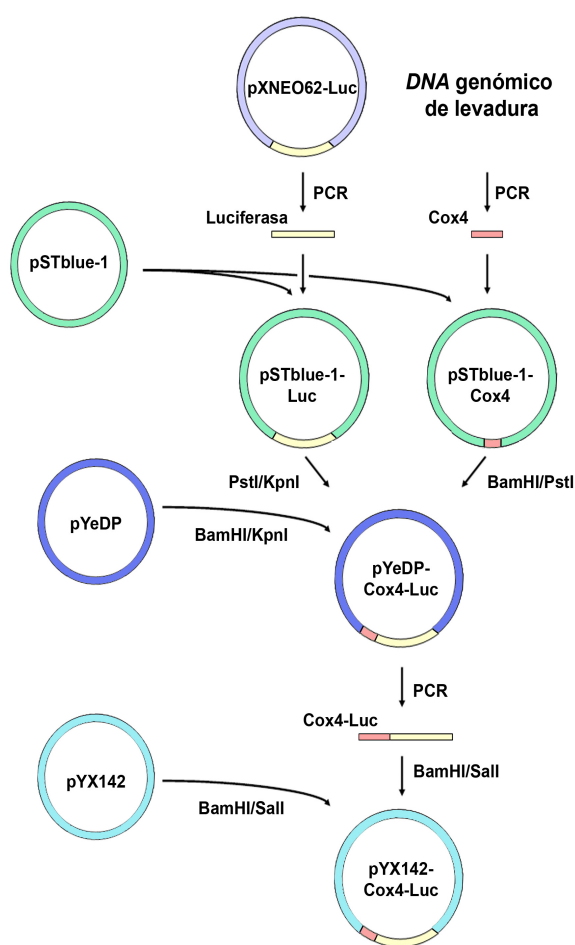 pXNEO62-Luc
DNA genómico
de levadura
PCR
PCR
Luciferasa
Cox4
pSTblue-1
pSTblue-1-
Luc
pSTblue-1-
Cox4
PstI/KpnI
BamHI/PstI
pYeDP
BamHI/KpnI
pYeDP-
Cox4-Luc
PCR
Cox4-Luc
BamHI/SalI
pYX142
BamHI/SalI
pYX142-
Cox4-Luc